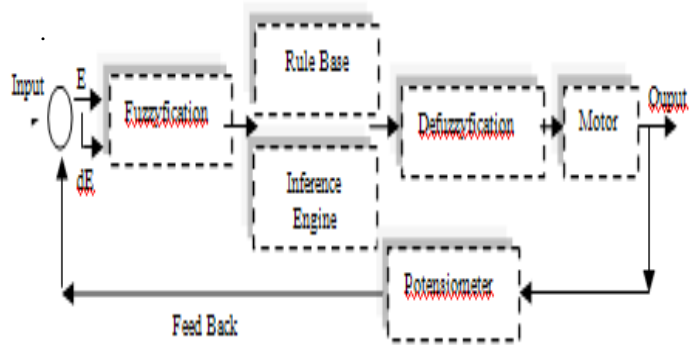 Input
E
dE
Fuzzyfication
Rule Base
Inference
Engine
Defuzzyfication
Motor
Ouput
Potensiometer
Feed Back